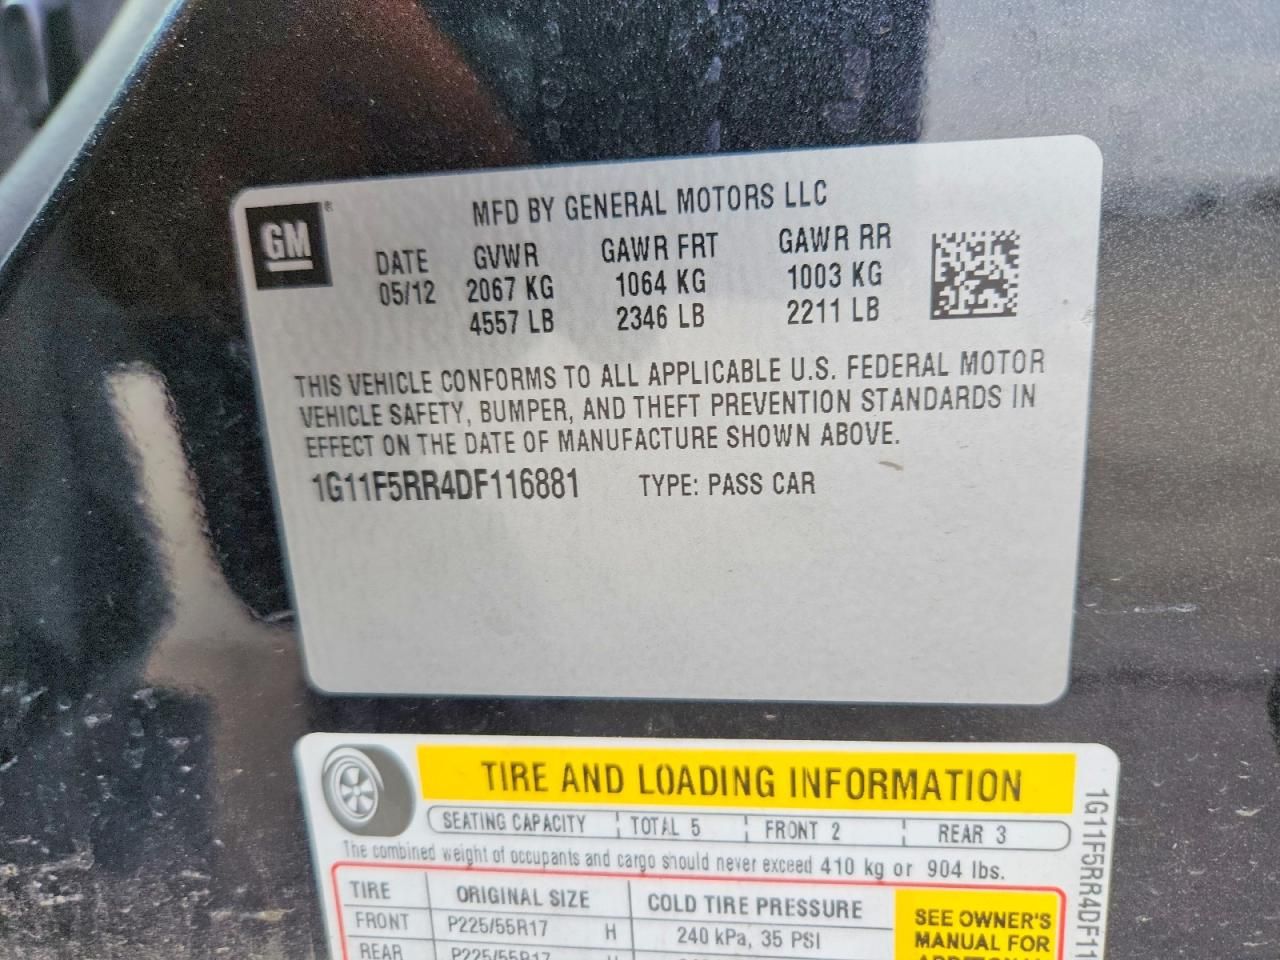 GM
MFD BY GENERAL MOTORS LLC
DATE GVWR GAWR FRT GAWR RR
05/12 2067 KG 1064 KG 1003 KG
4557 LB 2346 LB 2211 LB
THIS VEHICLE CONFORMS TO ALL APPLICABLE U.S. FEDERAL MOTOR
VEHICLE SAFETY, BUMPER, AND THEFT PREVENTION STANDARDS IN
EFFECT ON THE DATE OF MANUFACTURE SHOWN ABOVE.
1G11F5RR4DF116881 TYPE: PASS CAR
TIRE AND LOADING INFORMATION
SEATING CAPACITY TOTAL 5 FRONT 2 REAR 3
The combined weight of occupants and cargo should never exceed 410 kg or 904 lbs.
TIRE ORIGINAL SIZE COLD TIRE PRESSURE
FRONT P225/55R17 H 240 kPa, 35 PSI
REAR P225/55R17
SEE OWNER'S
MANUAL FOR
1G11F5RR4DF11